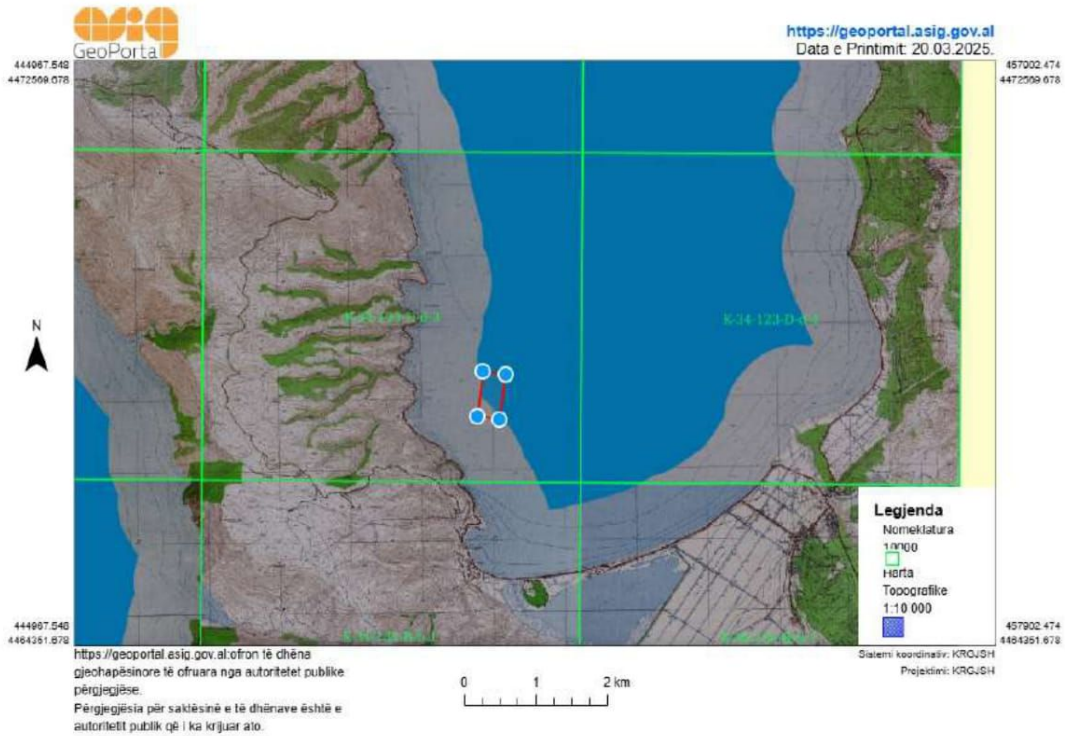 asig
GeoPortal
https://geoportal.asig.gov.al
Data e Printimit: 20.03.2025.
444967.548
4472569.678
457902.474
4472569.678
N
K-34-123-D-d-4
Legjenda
Nomeklatura
10000
Harta
Topografike
1:10 000
444967.548
4464351.678
457902.474
4464351.678
https://geoportal.asig.gov.al:ofron të dhëna
gjeohapësinore të ofruara nga autoritetet publike
përgjegjëse.
Përgjegjësia për saktësinë e të dhënave është e
autoritetit publik që i ka krijuar ato.
0 1 2 km
Sistemi koordinativ: KRGJSH
Projektimi: KRGJSH